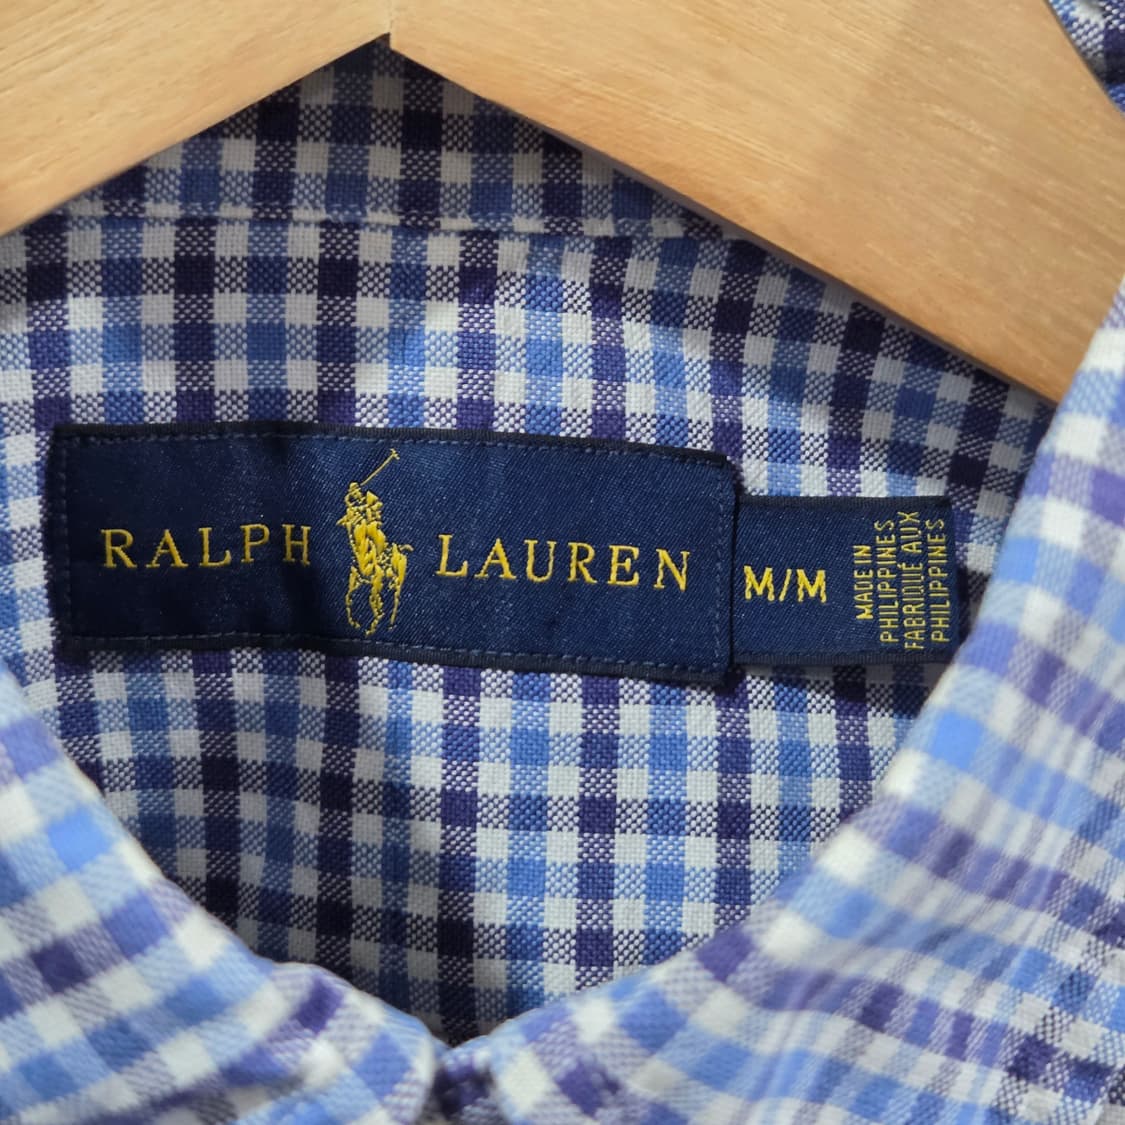 RALPH LAUREN
M/M
MADE IN
PHILIPPINES
FABRIQUÉ AUX
PHILIPPINES